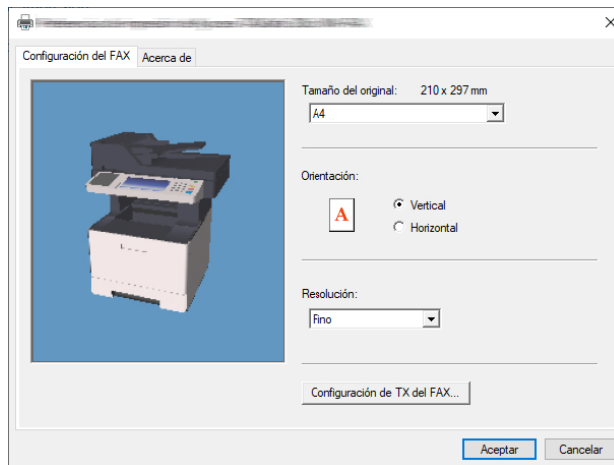 Configuración del FAX
Acerca de
Tamaño del original: 210 x 297 mm
A4
Orientación:
A
Vertical
Horizontal
Resolución:
Fino
Configuración de TX del FAX...
Aceptar
Cancelar